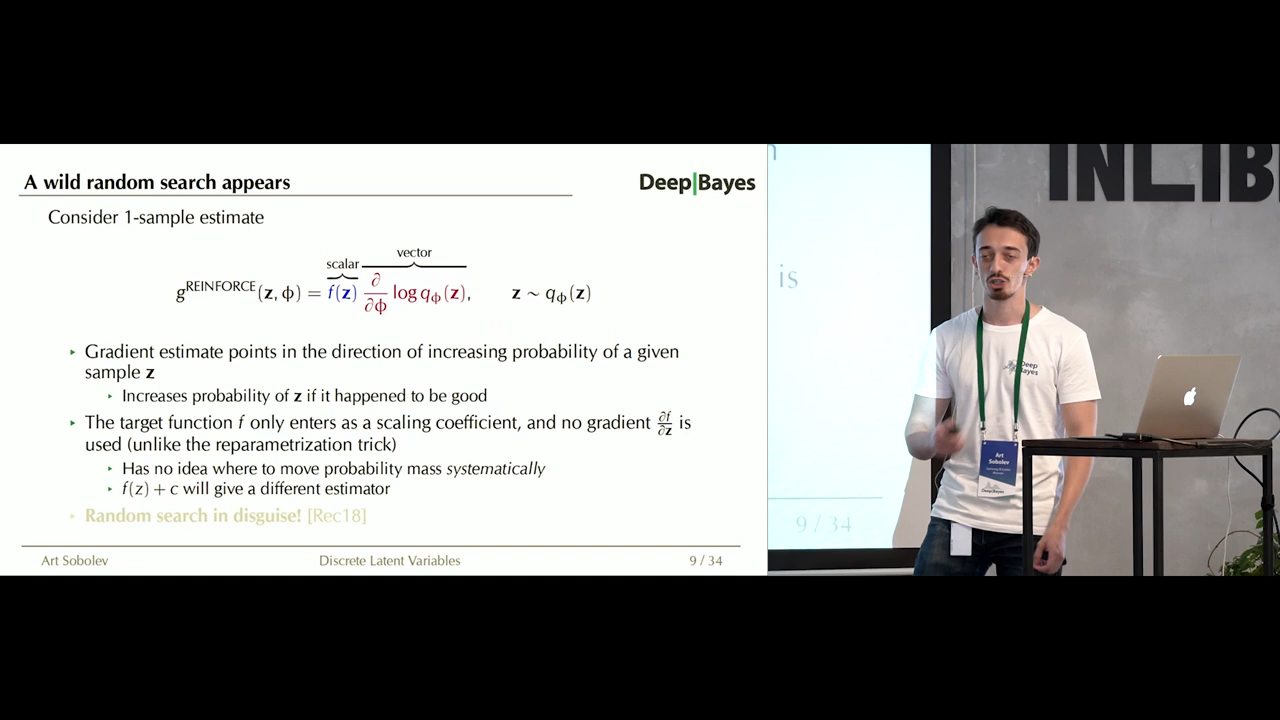 A wild random search appears
Deep|Bayes
Consider 1-sample estimate
scalar vector
g^REINFORCE(z, ϕ) = f(z) ∂/∂ϕ log q_ϕ(z), z ∼ q_ϕ(z)
‣ Gradient estimate points in the direction of increasing probability of a given
sample z
‣ Increases probability of z if it happened to be good
‣ The target function f only enters as a scaling coefficient, and no gradient ∂f/∂z is
used (unlike the reparametrization trick)
‣ Has no idea where to move probability mass systematically
‣ f(z) + c will give a different estimator
‣ Random search in disguise! [Rec18]
Art Sobolev Discrete Latent Variables 9 / 34
is
9 / 34
INLIB
Deep
Bayes
Art
Sobolev
Deep|Bayes